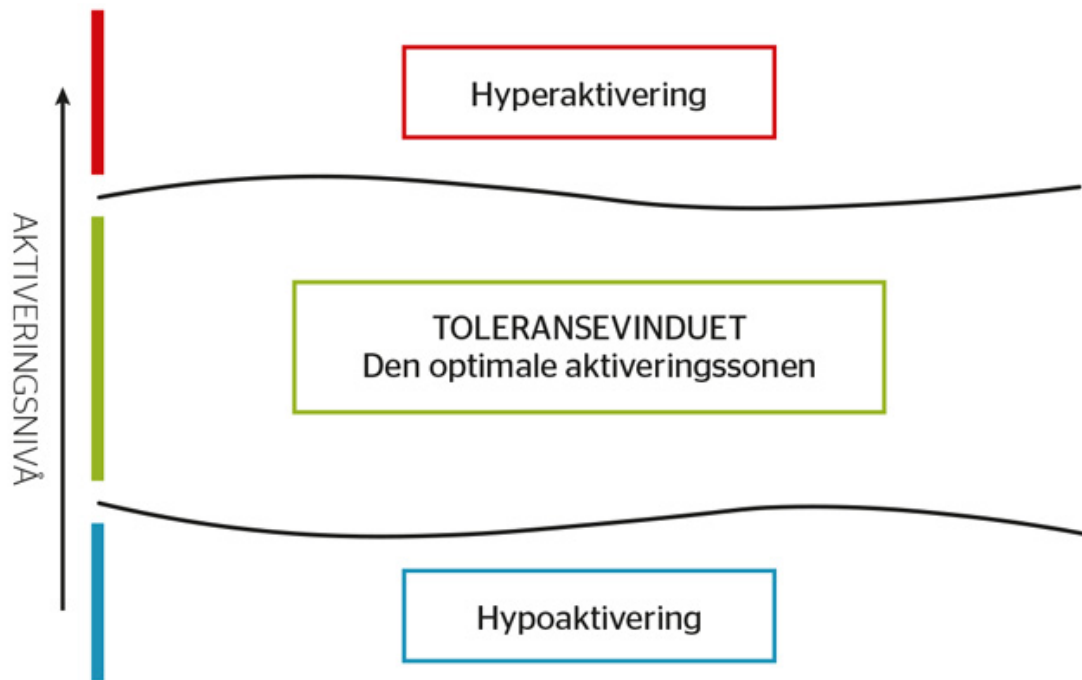 Hyperaktivering
AKTIVERINGSNIVÅ
TOLERANSEVINDUET
Den optimale aktiveringssonen
Hypoaktivering